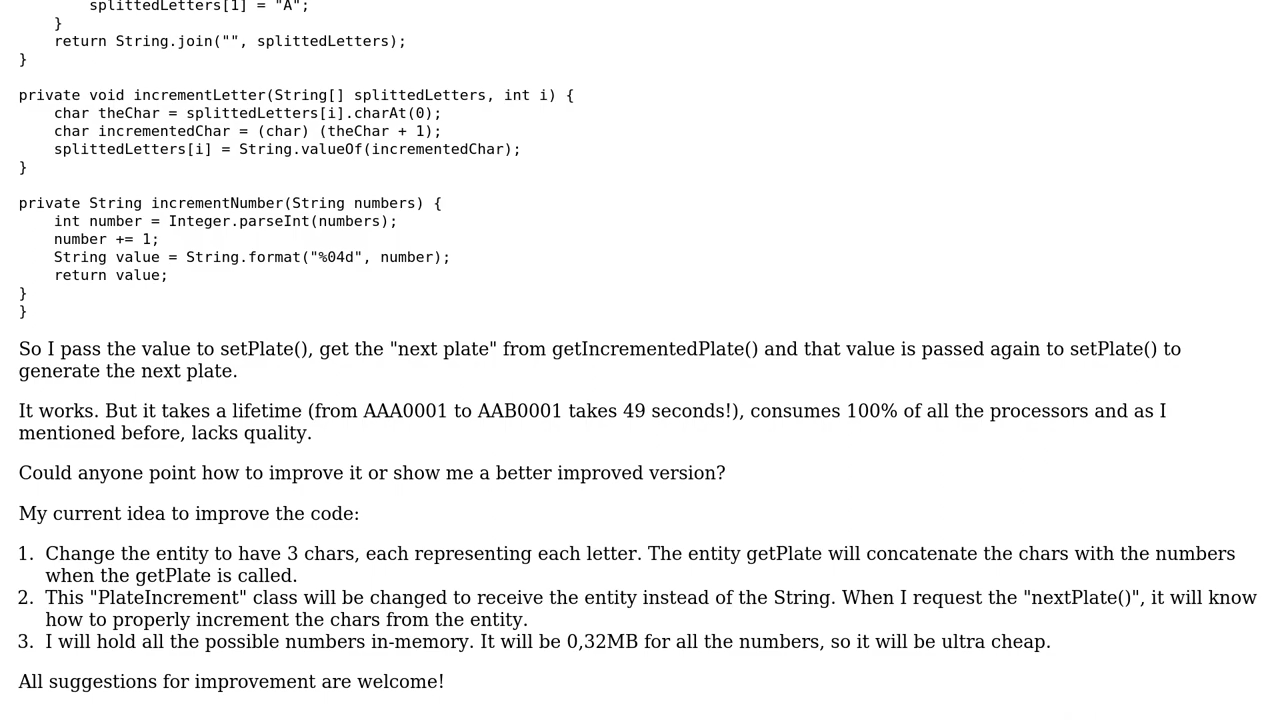 splittedLetters[1] = "A";
    }
    return String.join("", splittedLetters);
}

private void incrementLetter(String[] splittedLetters, int i) {
    char theChar = splittedLetters[i].charAt(0);
    char incrementedChar = (char) (theChar + 1);
    splittedLetters[i] = String.valueOf(incrementedChar);
}

private String incrementNumber(String numbers) {
    int number = Integer.parseInt(numbers);
    number += 1;
    String value = String.format("%04d", number);
    return value;
}
}
So I pass the value to setPlate(), get the "next plate" from getIncrementedPlate() and that value is passed again to setPlate() to
generate the next plate.
It works. But it takes a lifetime (from AAA0001 to AAB0001 takes 49 seconds!), consumes 100% of all the processors and as I
mentioned before, lacks quality.
Could anyone point how to improve it or show me a better improved version?
My current idea to improve the code:
1. Change the entity to have 3 chars, each representing each letter. The entity getPlate will concatenate the chars with the numbers
when the getPlate is called.
2. This "PlateIncrement" class will be changed to receive the entity instead of the String. When I request the "nextPlate()", it will know
how to properly increment the chars from the entity.
3. I will hold all the possible numbers in-memory. It will be 0,32MB for all the numbers, so it will be ultra cheap.
All suggestions for improvement are welcome!